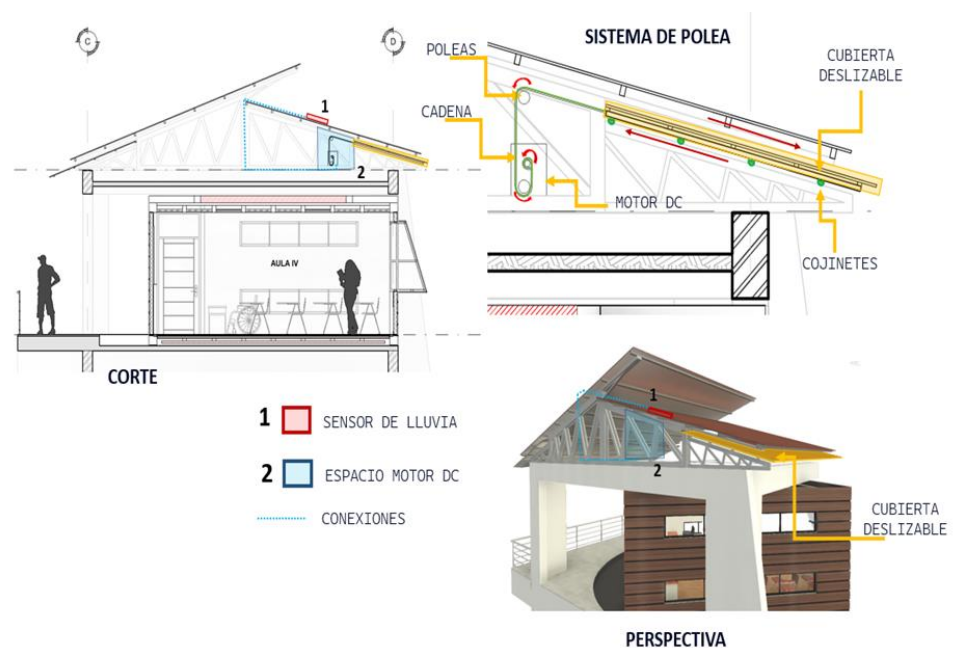 C
D
1
2
AULA IV
CORTE
SISTEMA DE POLEA
POLEAS
CADENA
MOTOR DC
CUBIERTA
DESLIZABLE
COJINETES
1 SENSOR DE LLUVIA
2 ESPACIO MOTOR DC
CONEXIONES
1
2
CUBIERTA
DESLIZABLE
PERSPECTIVA